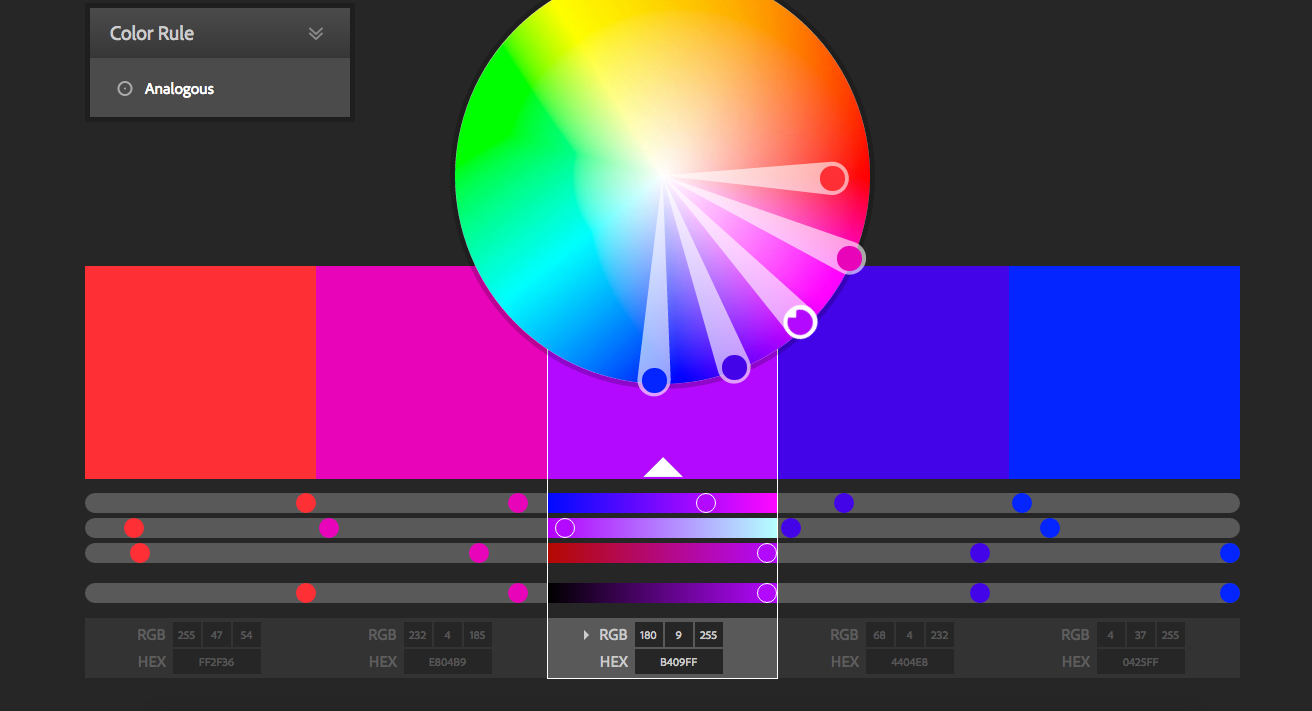 Color Rule
Analogous
RGB 255 47 54 RGB 232 4 185 RGB 180 9 255 RGB 68 4 232 RGB 4 37 255
HEX FF2F36 HEX E804B9 HEX B409FF HEX 4404E8 HEX 0425FF